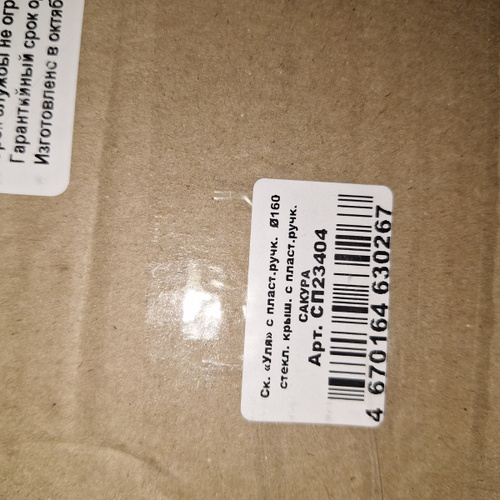 службы не огр
Гарантийный срок о
Изготовлено в октяб
Ск. «Уля» с пласт.ручк. Ø160
стекл. крыш. с пласт.ручк.
САКУРА
Арт. СП23404
4 670164 630267